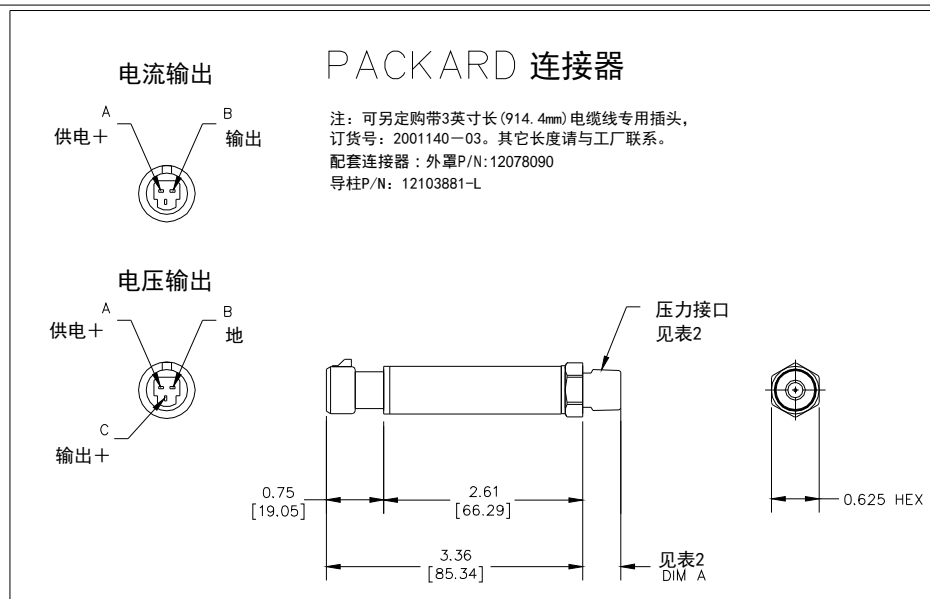 电流输出
A
B
供电＋
输出
PACKARD 连接器
注：可另定购带3英寸长(914.4mm)电缆线专用插头，
订货号：2001140－03。其它长度请与工厂联系。
配套连接器：外罩P/N:12078090
导柱P/N：12103881-L
电压输出
A
B
供电＋
地
C
输出＋
压力接口
见表2
0.75
[19.05]
2.61
[66.29]
0.625 HEX
3.36
[85.34]
见表2
DIM A